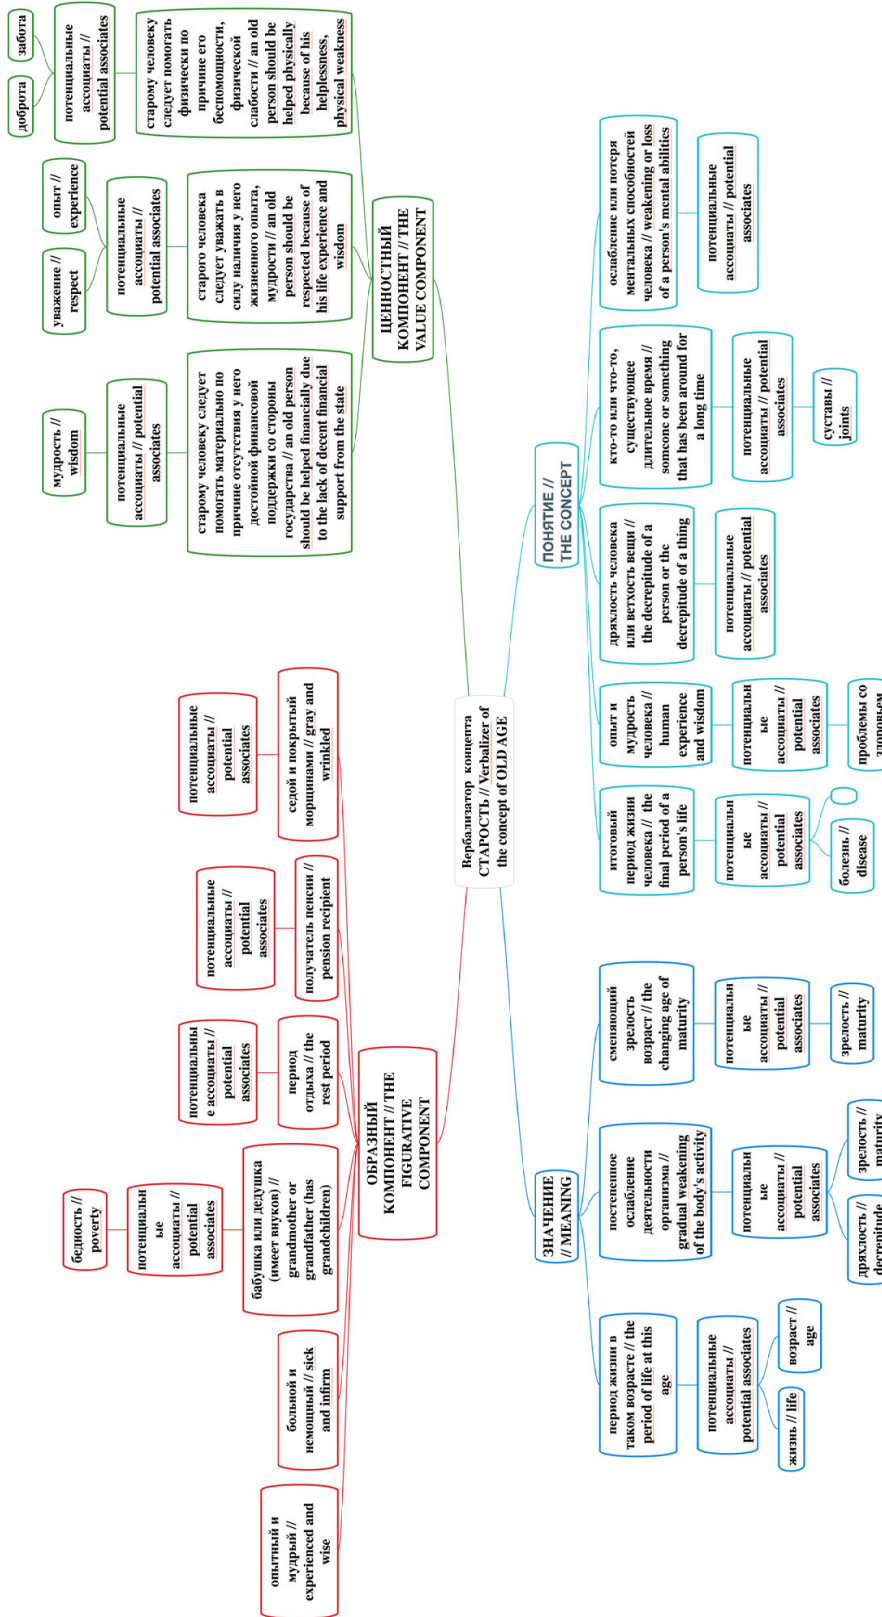 бедность //
poverty
потенциальн
ые
ассоциаты //
potential
associates
потенциальны
е ассоциаты //
potential
associates
потенциальные
ассоциаты //
potential
associates
потенциальные
ассоциаты //
potential
associates
опытный и
мудрый //
experienced and
wise
больной и
немощный // sick
and infirm
бабушка или дедушка
(имеет внуков) //
grandmother or
grandfather (has
grandchildren)
период
отдыха // the
rest period
получатель пенсии //
pension recipient
седой и покрытый
морщинами // gray and
wrinkled
ОБРАЗНЫЙ
КОМПОНЕНТ // THE
FIGURATIVE
COMPONENT
мудрость //
wisdom
уважение //
respect
опыт //
experience
доброта
забота
потенциальные
ассоциаты // potential
associates
потенциальные
ассоциаты //
potential associates
потенциальные
ассоциаты //
potential associates
старому человеку следует
помогать материально по
причине отсутствия у него
достойной финансовой
поддержки со стороны
государства // an old person
should be helped financially due
to the lack of decent financial
support from the state
старого человека
следует уважать в
силу наличия у него
жизненного опыта,
мудрости // an old
person should be
respected because of
his life experience and
wisdom
старому человеку
следует помогать
физически по
причине его
беспомощности,
физической
слабости // an old
person should be
helped physically
because of his
helplessness,
physical weakness
ЦЕННОСТНЫЙ
КОМПОНЕНТ // THE
VALUE COMPONENT
Вербализатор концепта
СТАРОСТЬ // Verbalizer of
the concept of OLD AGE
ЗНАЧЕНИЕ
// MEANING
период жизни в
таком возрасте // the
period of life at this
age
потенциальные
ассоциаты //
potential associates
жизнь // life
возраст //
age
постепенное
ослабление
деятельности
организма //
gradual weakening
of the body's activity
потенциальн
ые
ассоциаты //
potential
associates
дряхлость //
decrepitude
зрелость //
maturity
сменяющий
зрелость
возраст // the
changing age of
maturity
потенциальн
ые
ассоциаты //
potential
associates
зрелость //
maturity
ПОНЯТИЕ //
THE CONCEPT
итоговый
период жизни
человека // the
final period of a
person's life
потенциальн
ые
ассоциаты //
potential
associates
болезнь //
disease
опыт и
мудрость
человека //
human
experience
and wisdom
потенциальн
ые
ассоциаты //
potential
associates
проблемы со
здоровьем
дряхлость человека
или ветхость вещи //
the decrepitude of a
person or the
decrepitude of a thing
потенциальные
ассоциаты // potential
associates
кто-то или что-то,
существующее
длительное время //
someone or something
that has been around for
a long time
потенциальные
ассоциаты // potential
associates
суставы //
joints
ослабление или потеря
ментальных способностей
человека // weakening or loss
of a person's mental abilities
потенциальные
ассоциаты // potential
associates